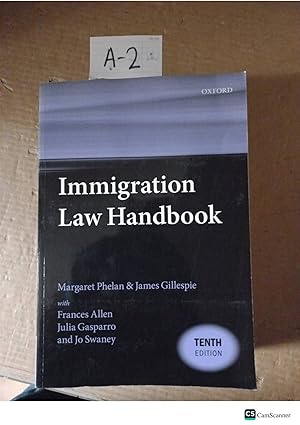 A-2
OXFORD
Immigration
Law Handbook
Margaret Phelan & James Gillespie
with
Frances Allen
Julia Gasparro
and Jo Swaney
TENTH
EDITION
CS CamScanner